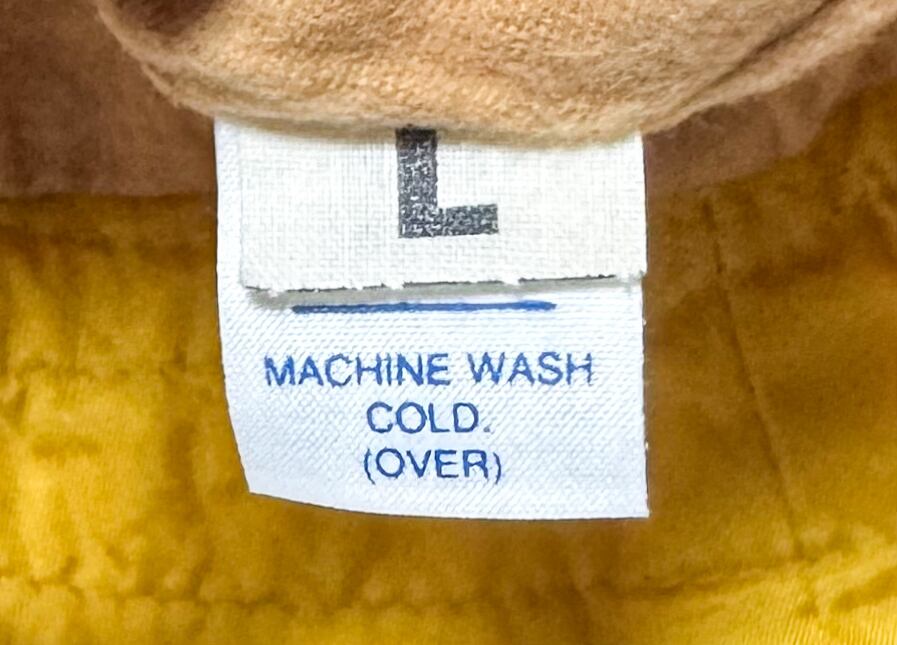 L
MACHINE WASH
COLD.
(OVER)